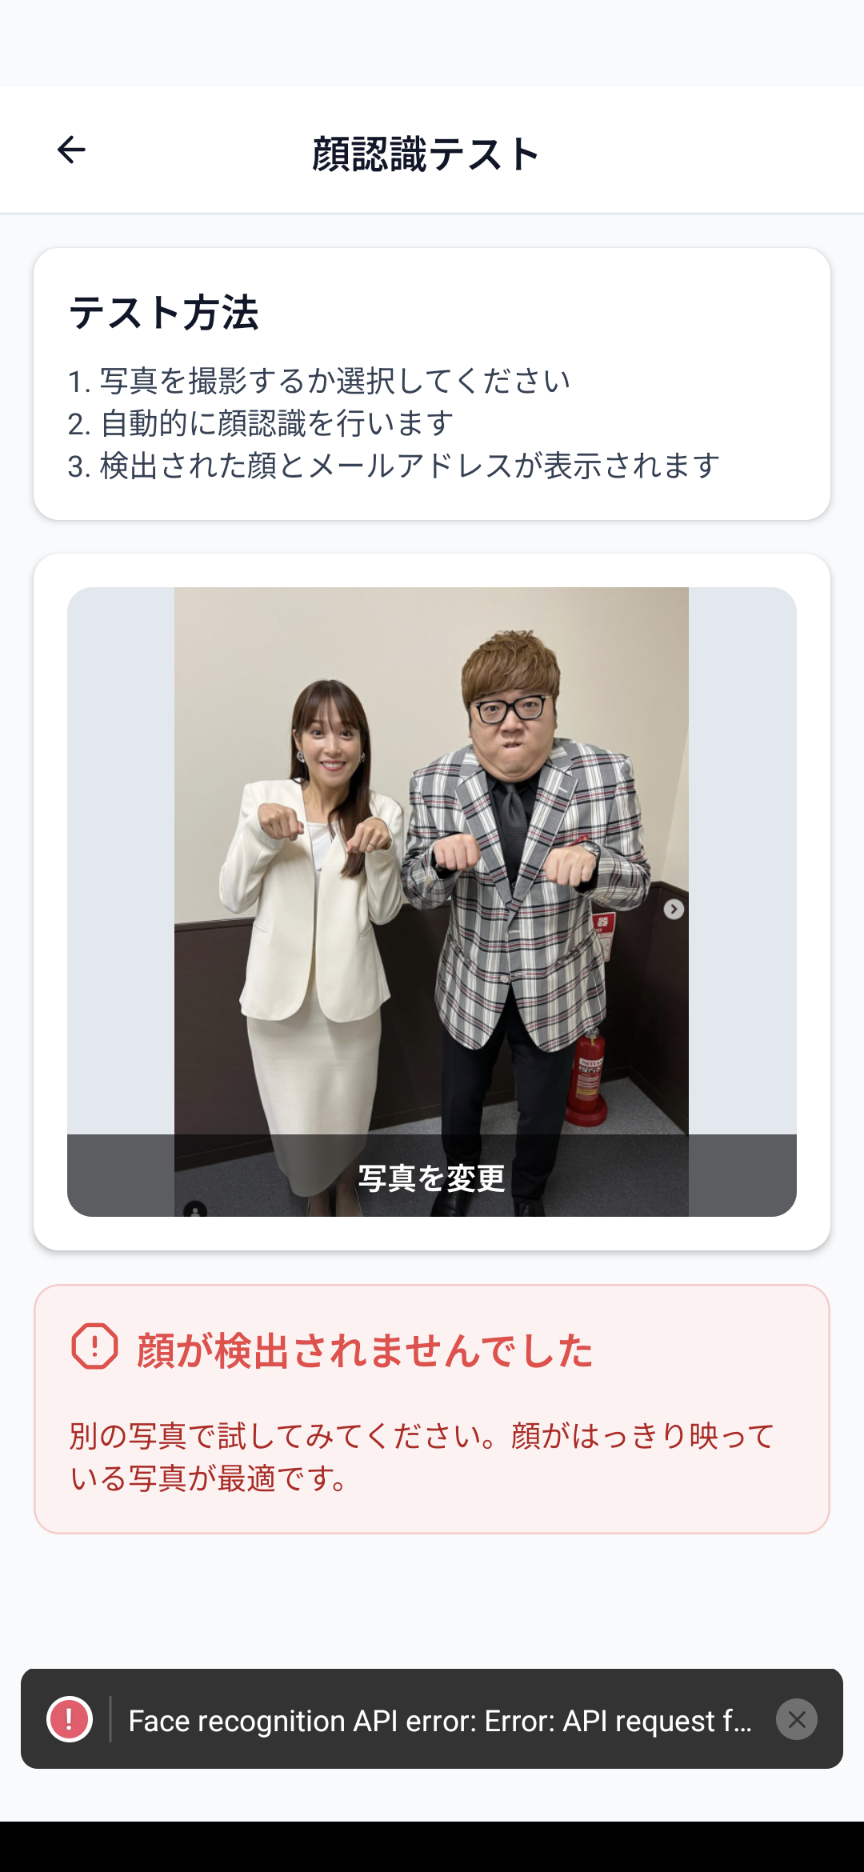 顔認識テスト
テスト方法
1. 写真を撮影するか選択してください
2. 自動的に顔認識を行います
3. 検出された顔とメールアドレスが表示されます
写真を変更
顔が検出されませんでした
別の写真で試してみてください。顔がはっきり映って
いる写真が最適です。
Face recognition API error: Error: API request f...